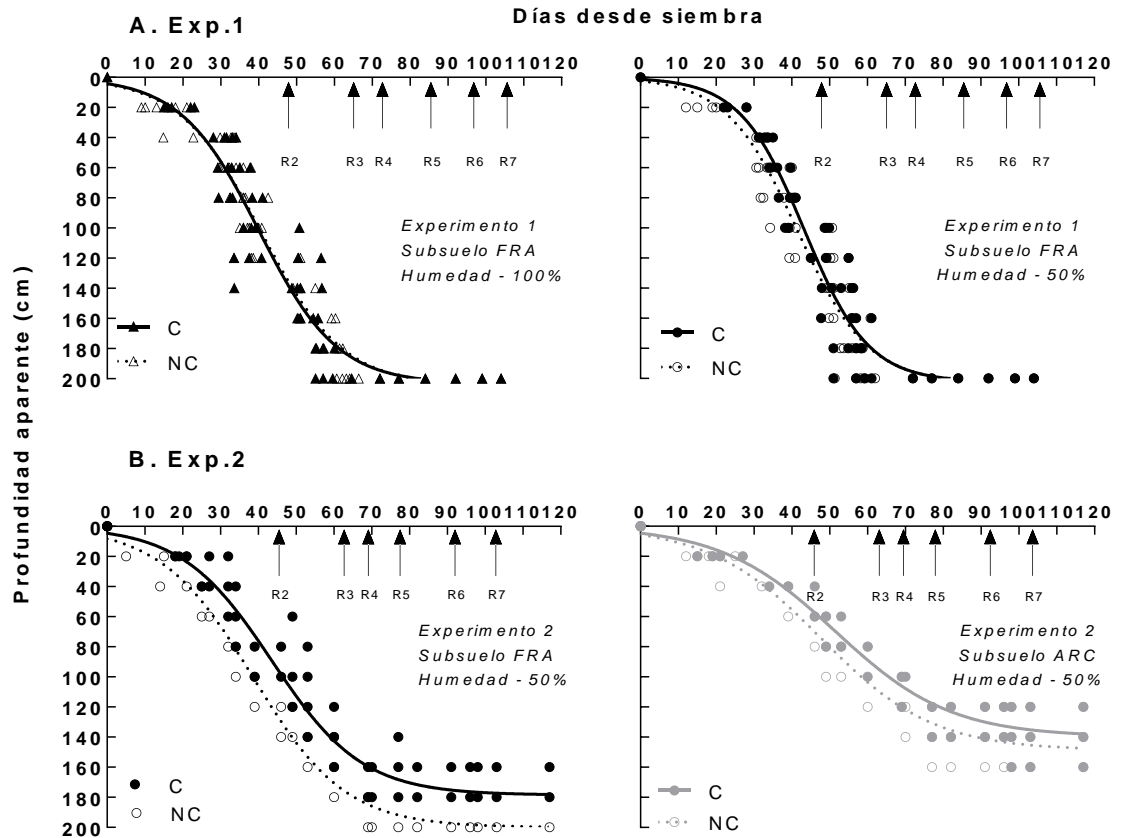 Días desde siembra
A. Exp.1
0 10 20 30 40 50 60 70 80 90 100 110 120
0 10 20 30 40 50 60 70 80 90 100 110 120
0
20
40
60
80
100
120
140
160
180
200
R2 R3 R4 R5 R6 R7
R2 R3 R4 R5 R6 R7
Experimento 1
Subsuelo FRA
Humedad - 100%
Experimento 1
Subsuelo FRA
Humedad - 50%
C
NC
C
NC
Profundidad aparente (cm)
B. Exp.2
0 10 20 30 40 50 60 70 80 90 100 110 120
0 10 20 30 40 50 60 70 80 90 100 110 120
0
20
40
60
80
100
120
140
160
180
200
R2 R3 R4 R5 R6 R7
R2 R3 R4 R5 R6 R7
Experimento 2
Subsuelo FRA
Humedad - 50%
Experimento 2
Subsuelo ARC
Humedad - 50%
C
NC
C
NC